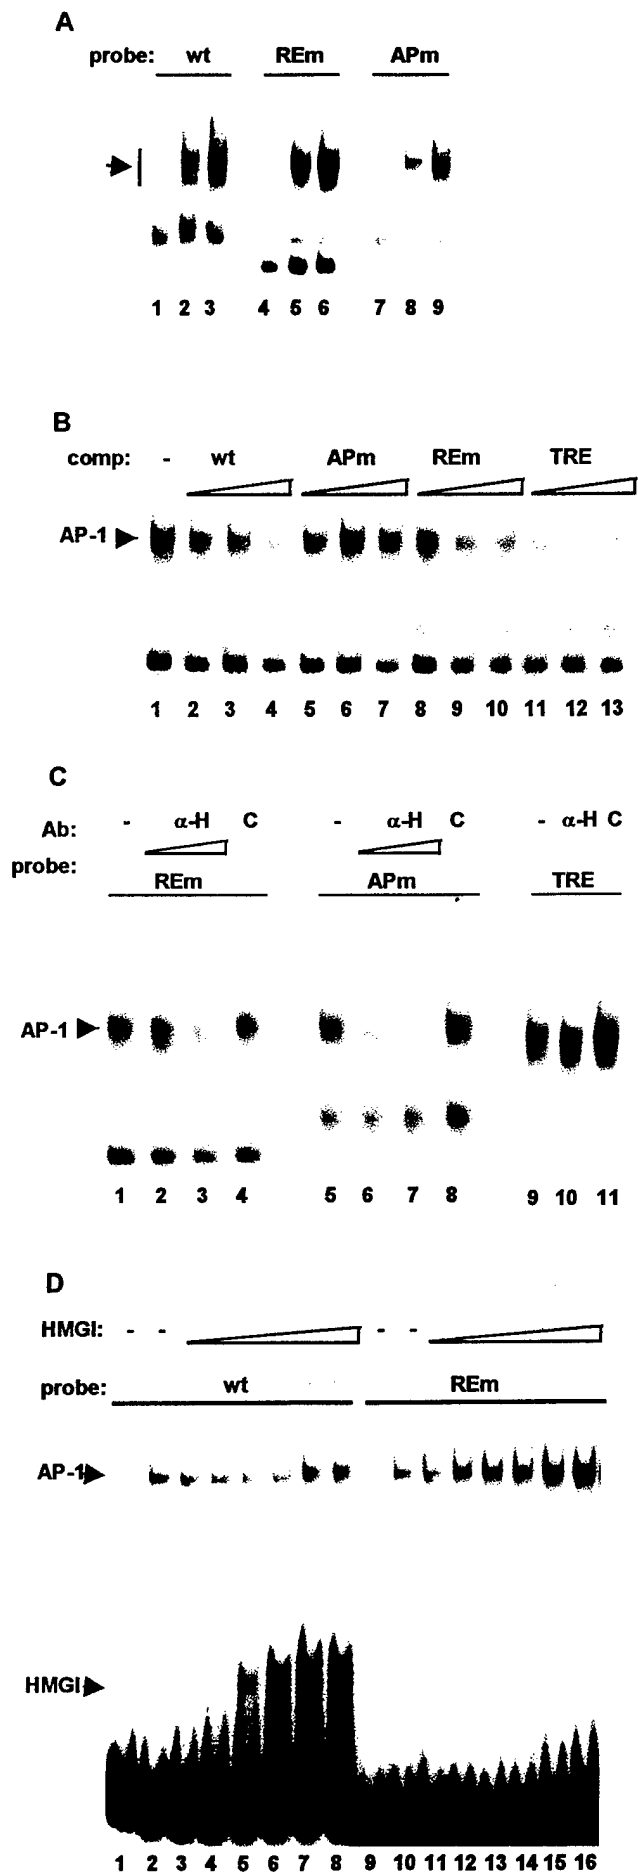 A
probe: wt REm APm
1 2 3 4 5 6 7 8 9
B
comp: - wt APm REm TRE
AP-1
1 2 3 4 5 6 7 8 9 10 11 12 13
C
Ab: - α-H C - α-H C - α-H C
probe:
REm APm TRE
AP-1
1 2 3 4 5 6 7 8 9 10 11
D
HMGI: - - - -
probe: wt REm
AP-1
HMGI
1 2 3 4 5 6 7 8 9 10 11 12 13 14 15 16